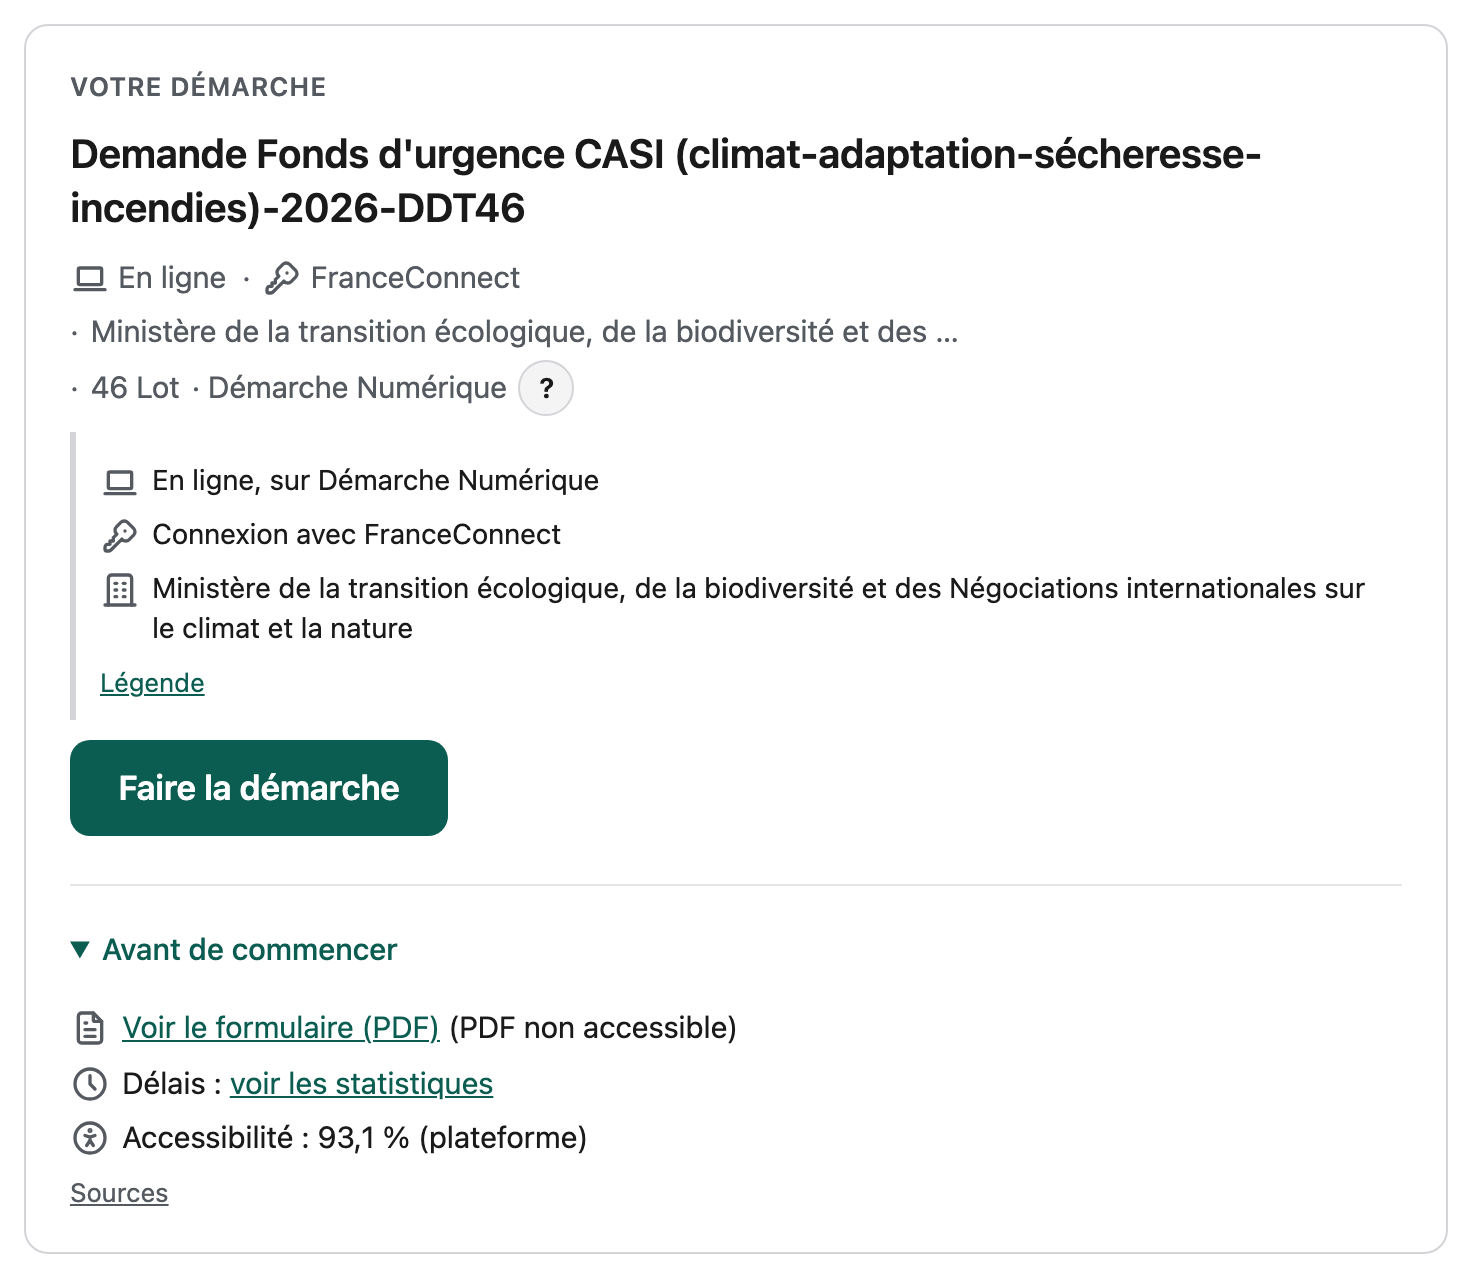 VOTRE DÉMARCHE
Demande Fonds d'urgence CASI (climat-adaptation-sécheresse-
incendies)-2026-DDT46
En ligne · FranceConnect
· Ministère de la transition écologique, de la biodiversité et des ...
· 46 Lot · Démarche Numérique ?
En ligne, sur Démarche Numérique
Connexion avec FranceConnect
Ministère de la transition écologique, de la biodiversité et des Négociations internationales sur
le climat et la nature
Légende
Faire la démarche
▼ Avant de commencer
Voir le formulaire (PDF) (PDF non accessible)
Délais : voir les statistiques
Accessibilité : 93,1 % (plateforme)
Sources